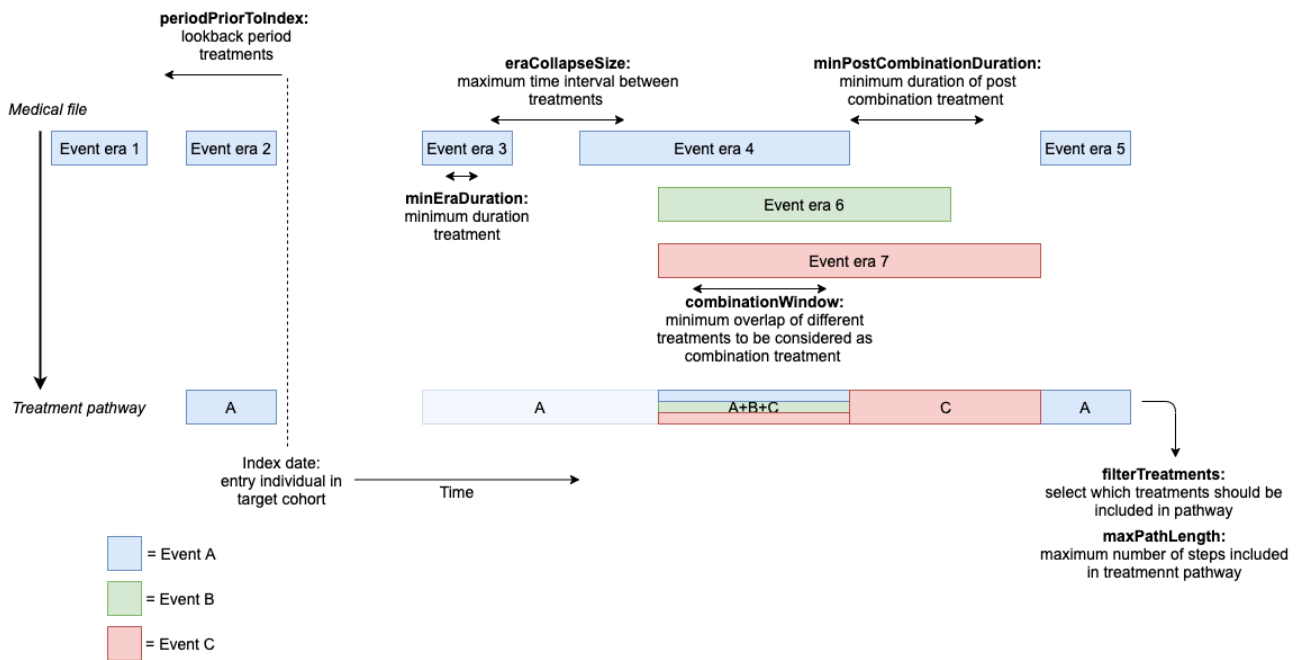 periodPriorToIndex:
lookback period
treatments
eraCollapseSize:
maximum time interval between
treatments
minPostCombinationDuration:
minimum duration of post
combination treatment
Medical file
Event era 1
Event era 2
Event era 3
Event era 4
Event era 5
minEraDuration:
minimum duration
treatment
Event era 6
Event era 7
combinationWindow:
minimum overlap of different
treatments to be considered as
combination treatment
Treatment pathway
A
A
A+B+C
C
A
Index date:
entry individual in
target cohort
Time
filterTreatments:
select which treatments should be
included in pathway
maxPathLength:
maximum number of steps included
in treatmennt pathway
= Event A
= Event B
= Event C